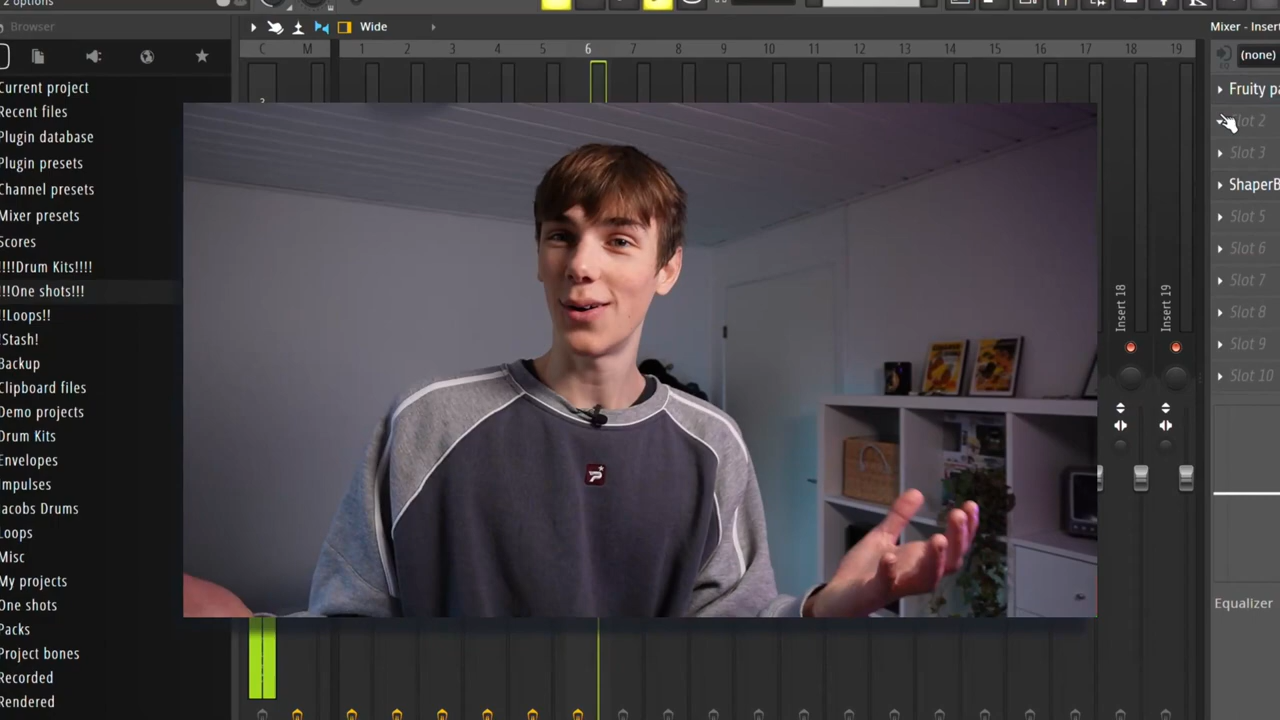 2 options
Browser
Wide
Mixer - Insert
C M 1 2 3 4 5 6 7 8 9 10 11 12 13 14 15 16 17 18 19
(none)
Current project
Recent files
Plugin database
Plugin presets
Channel presets
Mixer presets
Scores
!!!!Drum Kits!!!!
!!!One shots!!!
!!Loops!!
!Stash!
Backup
Clipboard files
Demo projects
Drum Kits
Envelopes
Impulses
Jacobs Drums
Loops
Misc
My projects
One shots
Packs
Project bones
Recorded
Rendered
Insert 18
Insert 19
Fruity pa
Slot 2
Slot 3
ShaperB
Slot 5
Slot 6
Slot 7
Slot 8
Slot 9
Slot 10
Equalizer